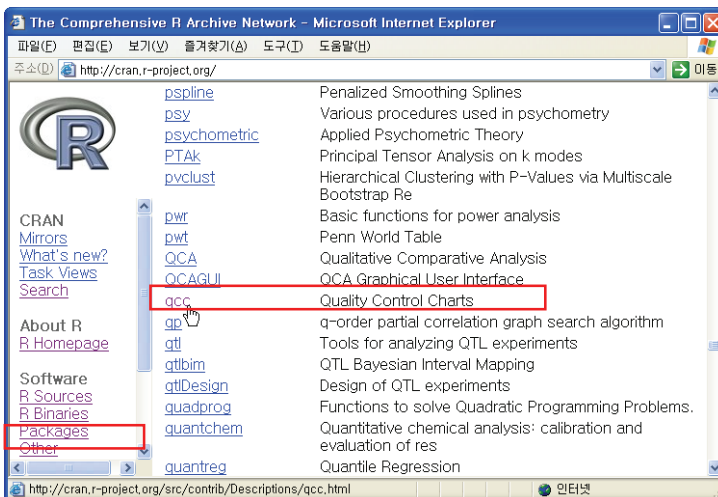 The Comprehensive R Archive Network - Microsoft Internet Explorer
파일(F) 편집(E) 보기(V) 즐겨찾기(A) 도구(T) 도움말(H)
주소(D) http://cran.r-project.org/ 이동
R
CRAN
Mirrors
What's new?
Task Views
Search
About R
R Homepage
Software
R Sources
R Binaries
Packages
Other
pspline Penalized Smoothing Splines
psy Various procedures used in psychometry
psychometric Applied Psychometric Theory
PTAk Principal Tensor Analysis on k modes
pvclust Hierarchical Clustering with P-Values via Multiscale
Bootstrap Re
pwr Basic functions for power analysis
pwt Penn World Table
QCA Qualitative Comparative Analysis
QCAGUI QCA Graphical User Interface
qcc Quality Control Charts
qp q-order partial correlation graph search algorithm
qtl Tools for analyzing QTL experiments
qtlbim QTL Bayesian Interval Mapping
qtlDesign Design of QTL experiments
quadprog Functions to solve Quadratic Programming Problems.
quantchem Quantitative chemical analysis: calibration and
evaluation of res
quantreg Quantile Regression
http://cran.r-project.org/src/contrib/Descriptions/qcc.html 인터넷